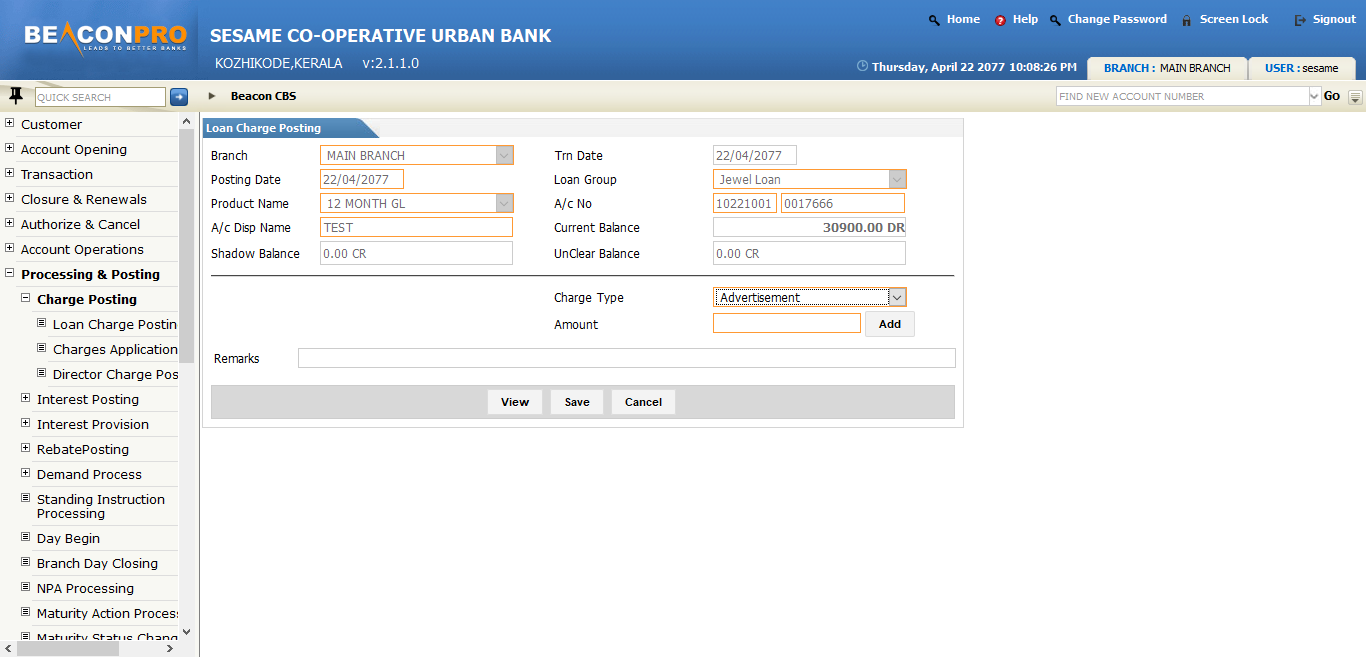 BEACONPRO
LEADS TO BETTER BANKS
SESAME CO-OPERATIVE URBAN BANK
KOZHIKODE,KERALA v:2.1.1.0
Home Help Change Password Screen Lock Signout
Thursday, April 22 2077 10:08:26 PM BRANCH : MAIN BRANCH USER : sesame
QUICK SEARCH
Beacon CBS
FIND NEW ACCOUNT NUMBER Go
Customer
Account Opening
Transaction
Closure & Renewals
Authorize & Cancel
Account Operations
Processing & Posting
Charge Posting
Loan Charge Postin
Charges Application
Director Charge Pos
Interest Posting
Interest Provision
RebatePosting
Demand Process
Standing Instruction
Processing
Day Begin
Branch Day Closing
NPA Processing
Maturity Action Proces
Maturity Status Chang
Loan Charge Posting
Branch MAIN BRANCH Trn Date 22/04/2077
Posting Date 22/04/2077 Loan Group Jewel Loan
Product Name 12 MONTH GL A/c No 10221001 0017666
A/c Disp Name TEST Current Balance 30900.00 DR
Shadow Balance 0.00 CR UnClear Balance 0.00 CR
Charge Type Advertisement
Amount Add
Remarks
View Save Cancel